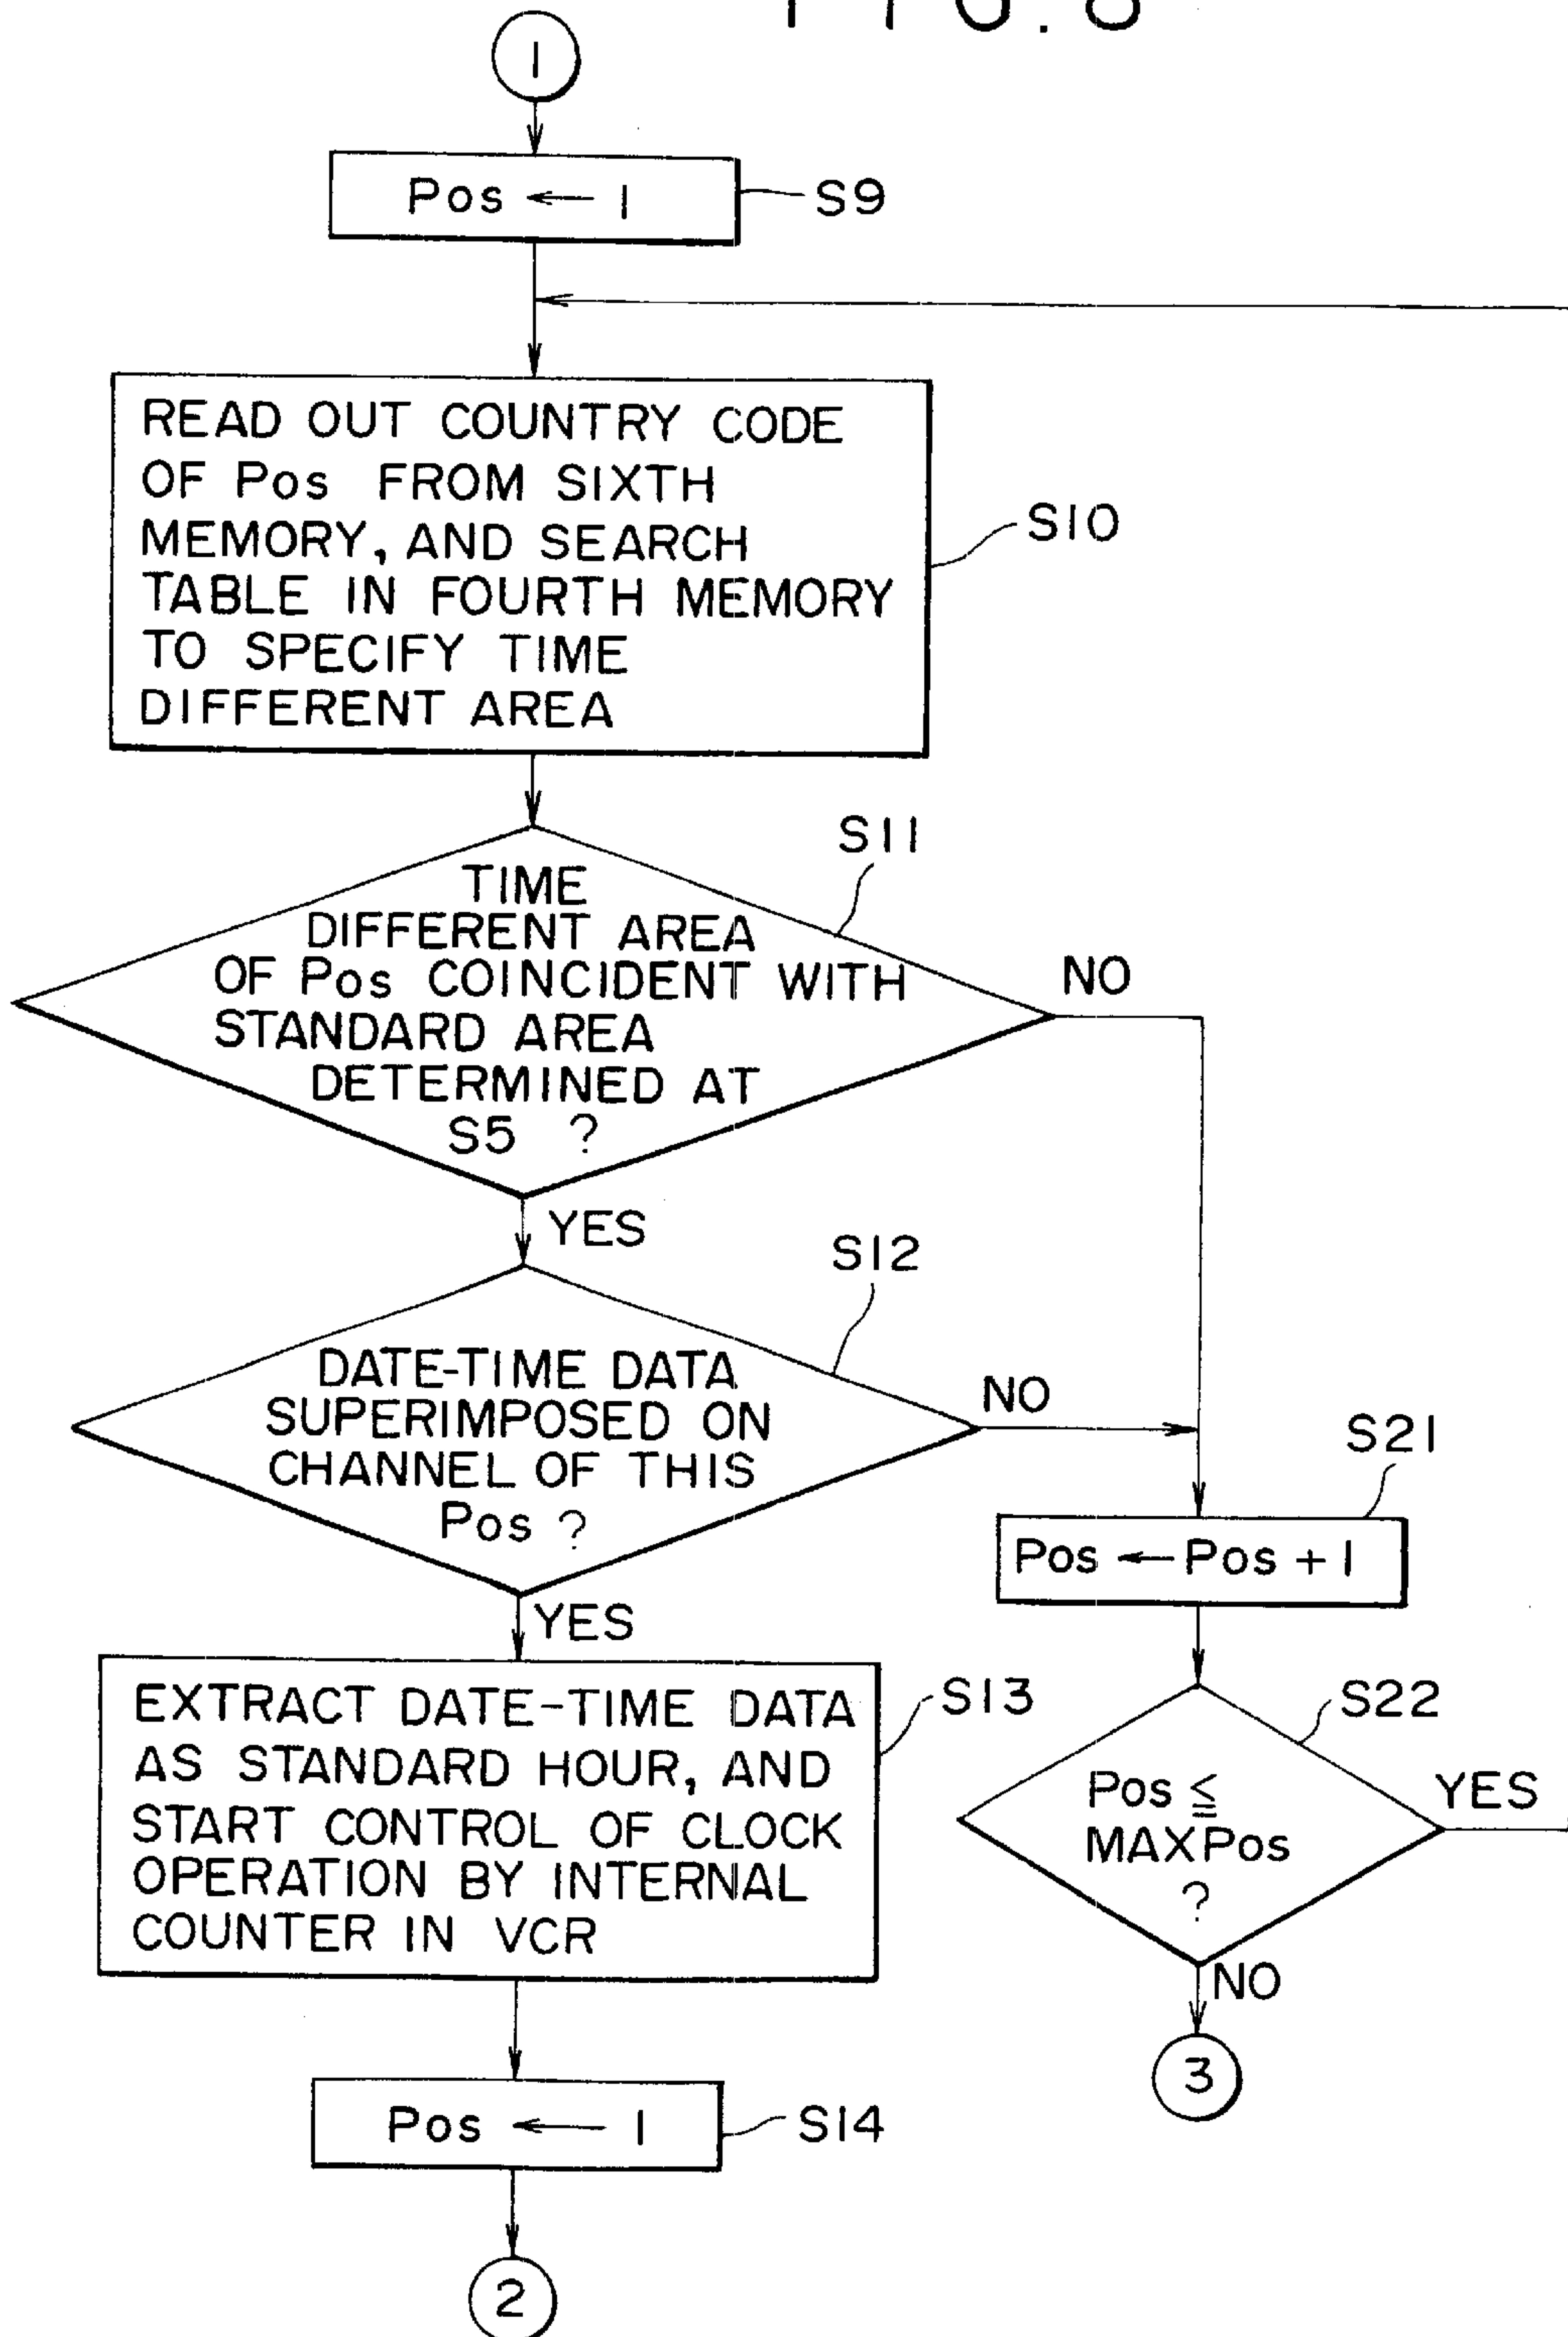 FIG. 8
1
Pos ← 1
S9
READ OUT COUNTRY CODE
OF Pos FROM SIXTH
MEMORY, AND SEARCH
TABLE IN FOURTH MEMORY
TO SPECIFY TIME
DIFFERENT AREA
S10
S11
TIME
DIFFERENT AREA
OF Pos COINCIDENT WITH
STANDARD AREA
DETERMINED AT
S5 ?
NO
YES
S12
DATE-TIME DATA
SUPERIMPOSED ON
CHANNEL OF THIS
Pos ?
NO
YES
S21
Pos ← Pos + 1
EXTRACT DATE-TIME DATA
AS STANDARD HOUR, AND
START CONTROL OF CLOCK
OPERATION BY INTERNAL
COUNTER IN VCR
S13
S22
Pos ≦
MAXPos
?
YES
NO
3
Pos ← 1
S14
2